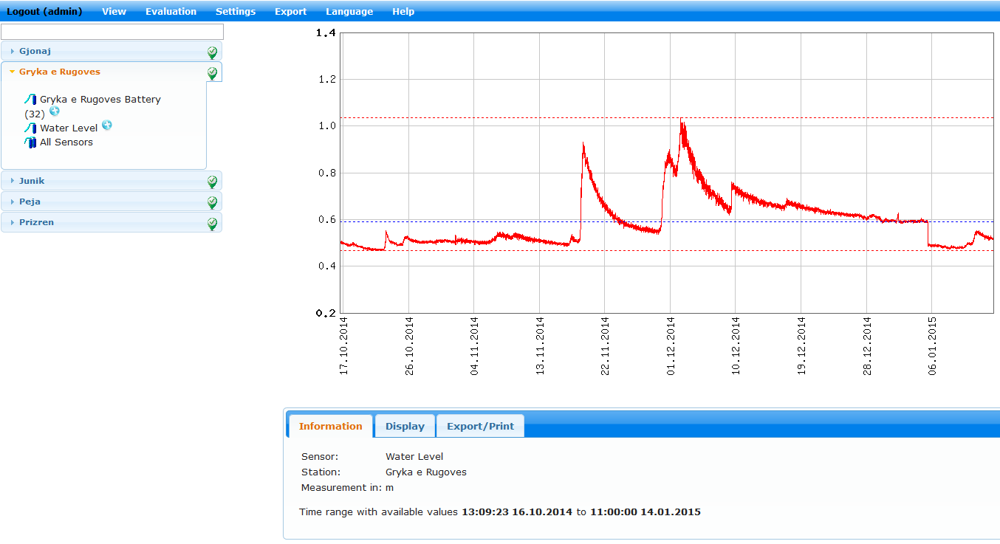 Logout (admin) View Evaluation Settings Export Language Help
Gjonaj
Gryka e Rugoves
Gryka e Rugoves Battery
(32)
Water Level
All Sensors
Junik
Peja
Prizren
1.4
1.2
1.0
0.8
0.6
0.4
0.2
17.10.2014
26.10.2014
04.11.2014
13.11.2014
22.11.2014
01.12.2014
10.12.2014
19.12.2014
28.12.2014
06.01.2015
Information Display Export/Print
Sensor: Water Level
Station: Gryka e Rugoves
Measurement in: m
Time range with available values 13:09:23 16.10.2014 to 11:00:00 14.01.2015